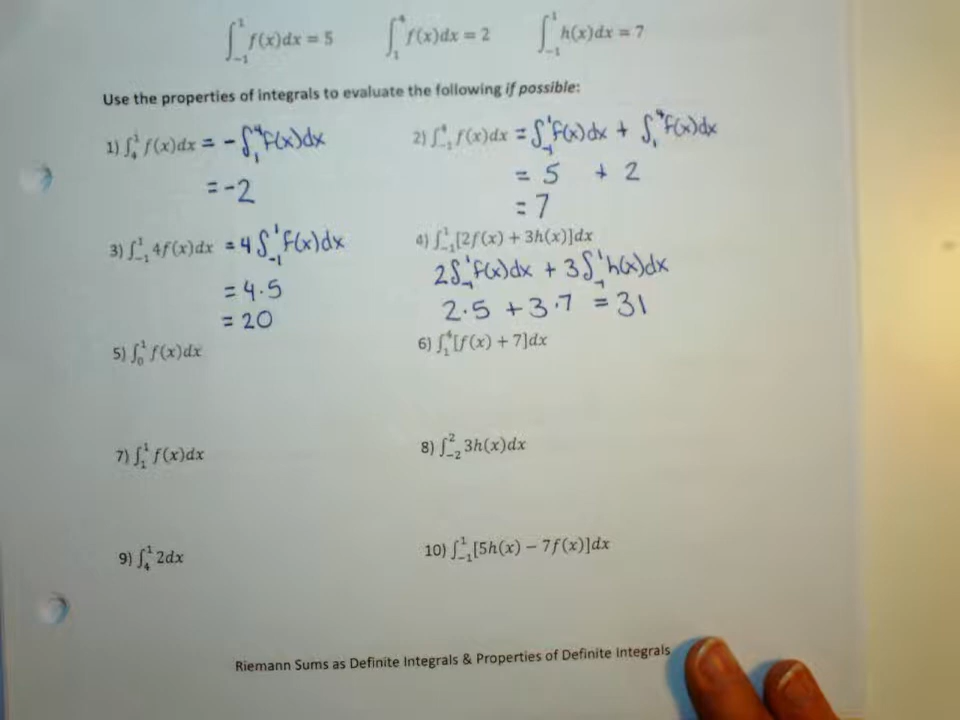 ∫₋₁¹ f(x)dx = 5 ∫₁⁴ f(x)dx = 2 ∫₋₁¹ h(x)dx = 7
Use the properties of integrals to evaluate the following if possible:
1) ∫₄¹ f(x)dx = -∫₁⁴ f(x)dx
= -2
2) ∫₋₁⁴ f(x)dx = ∫₋₁¹ f(x)dx + ∫₁⁴ f(x)dx
= 5 + 2
= 7
3) ∫₋₁¹ 4f(x)dx = 4∫₋₁¹ f(x)dx
= 4·5
= 20
4) ∫₋₁¹ [2f(x) + 3h(x)]dx
2∫₋₁¹ f(x)dx + 3∫₋₁¹ h(x)dx
2·5 + 3·7 = 31
5) ∫₀¹ f(x)dx
6) ∫₁⁴ [f(x) + 7]dx
7) ∫₁¹ f(x)dx
8) ∫₋₂² 3h(x)dx
9) ∫₄¹ 2dx
10) ∫₋₁¹ [5h(x) − 7f(x)]dx
Riemann Sums as Definite Integrals & Properties of Definite Integrals